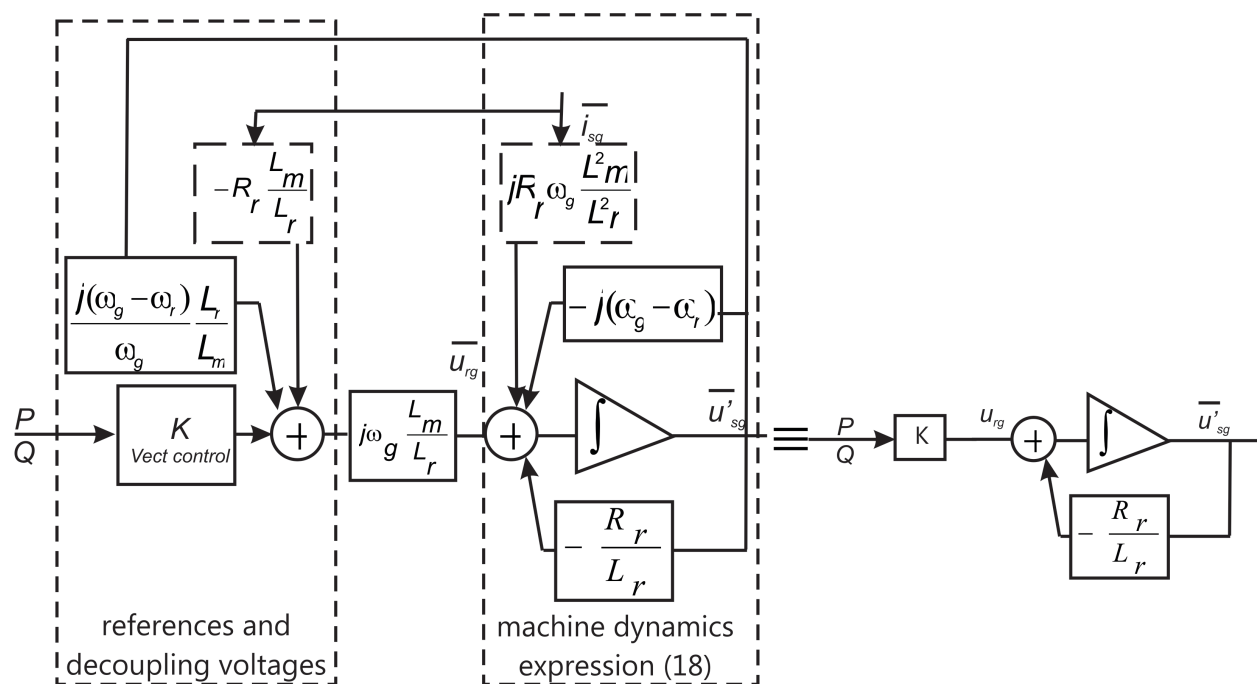 i_sg
-R_r L_m/L_r
jR_r ω_g L²m/L²r
j(ω_g – ω_r)/ω_g L_r/L_m
– j(ω_g – ω_r)
P
Q
K
Vect control
+
jω_g L_m/L_r
u_rg
+
∫
u'_sg
– R_r/L_r
references and
decoupling voltages
machine dynamics
expression (18)
≡
P
Q
K
u_rg
+
∫
u'_sg
– R_r/L_r